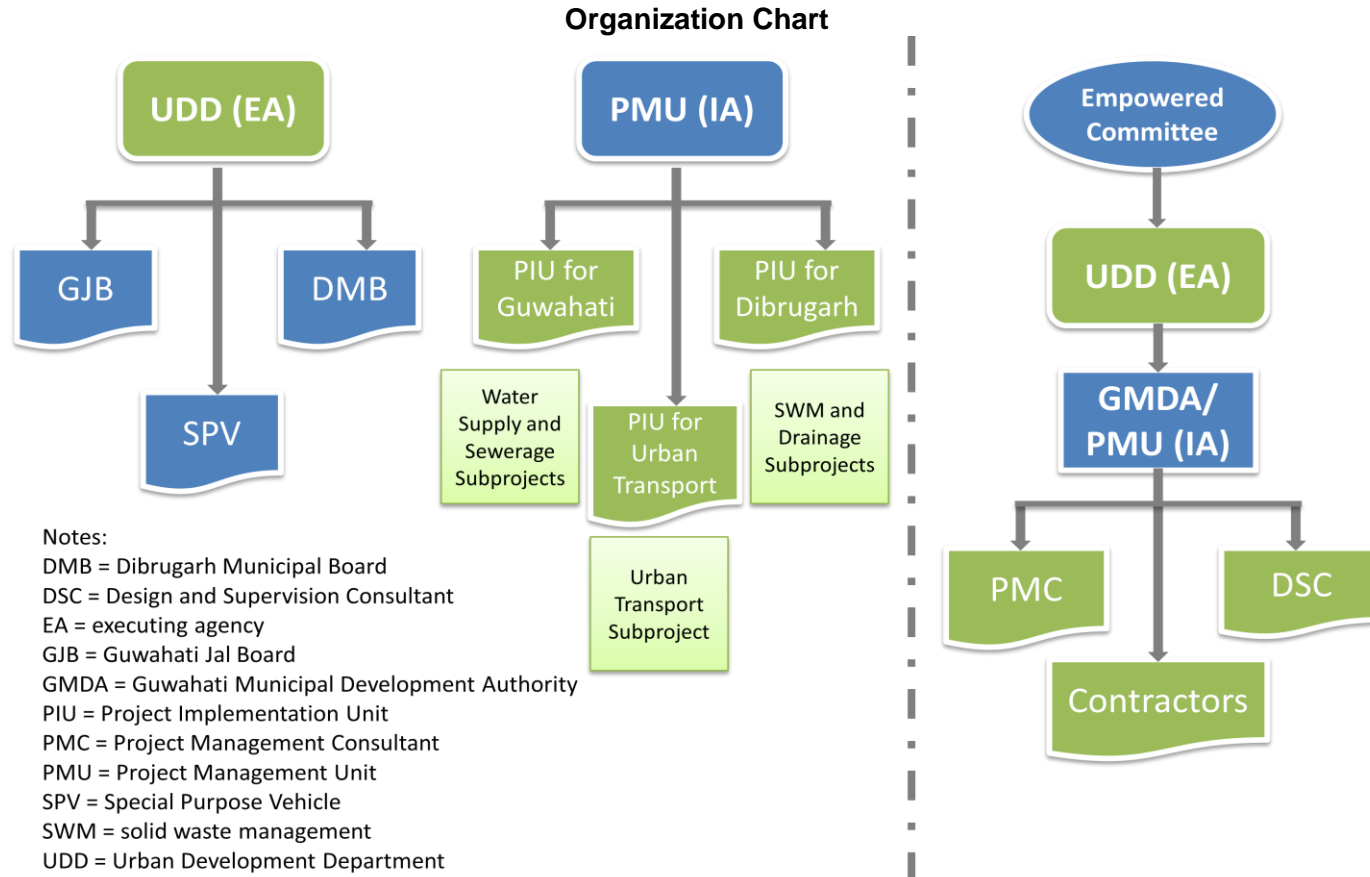 Organization Chart
UDD (EA)
GJB
DMB
SPV
PMU (IA)
PIU for
Guwahati
PIU for
Dibrugarh
Water
Supply and
Sewerage
Subprojects
PIU for
Urban
Transport
SWM and
Drainage
Subprojects
Urban
Transport
Subproject
Notes:
DMB = Dibrugarh Municipal Board
DSC = Design and Supervision Consultant
EA = executing agency
GJB = Guwahati Jal Board
GMDA = Guwahati Municipal Development Authority
PIU = Project Implementation Unit
PMC = Project Management Consultant
PMU = Project Management Unit
SPV = Special Purpose Vehicle
SWM = solid waste management
UDD = Urban Development Department
Empowered
Committee
UDD (EA)
GMDA/
PMU (IA)
PMC
DSC
Contractors